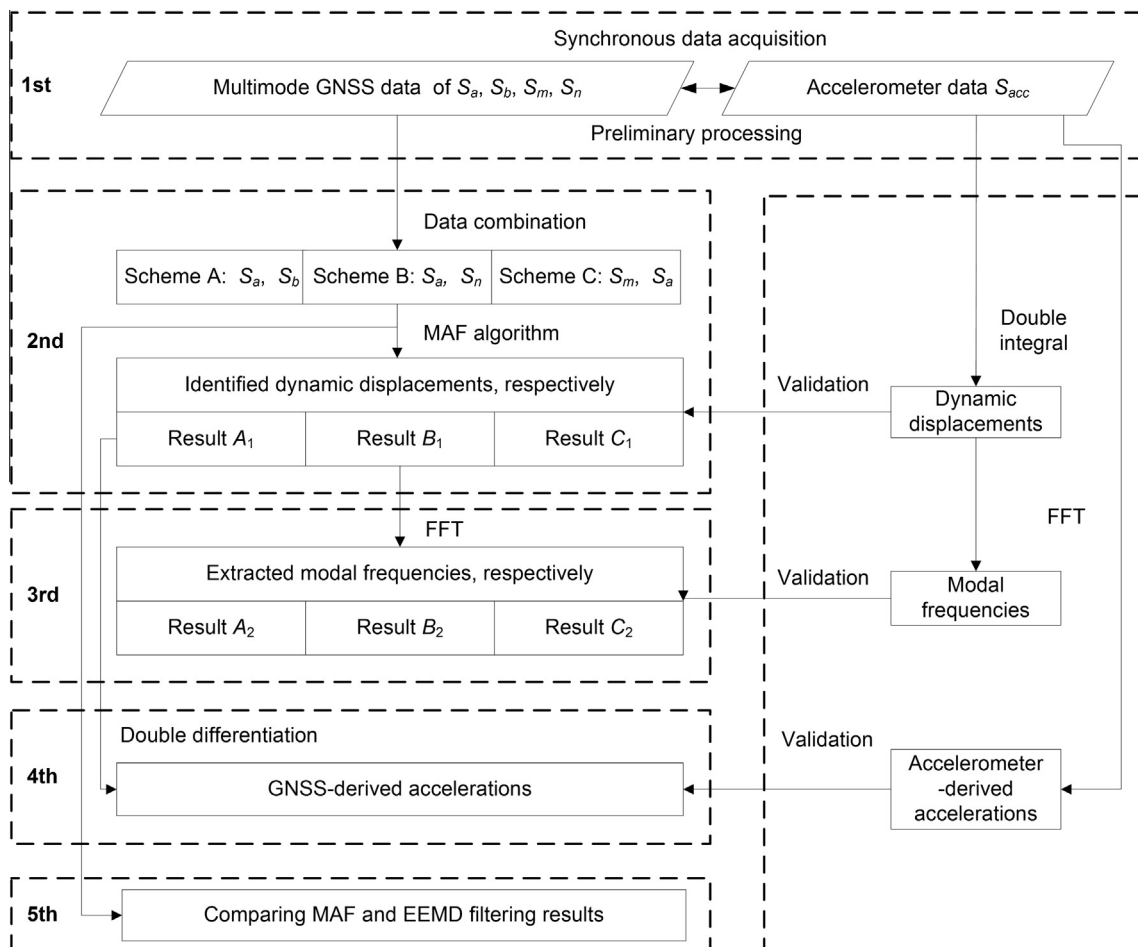 Synchronous data acquisition
1st
Multimode GNSS data of Sa, Sb, Sm, Sn
Accelerometer data Sacc
Preliminary processing
Data combination
Scheme A: Sa, Sb
Scheme B: Sa, Sn
Scheme C: Sm, Sa
2nd
MAF algorithm
Double
integral
Identified dynamic displacements, respectively
Validation
Dynamic
displacements
Result A1
Result B1
Result C1
FFT
FFT
3rd
Extracted modal frequencies, respectively
Validation
Modal
frequencies
Result A2
Result B2
Result C2
Double differentiation
Validation
4th
GNSS-derived accelerations
Accelerometer
-derived
accelerations
5th
Comparing MAF and EEMD filtering results